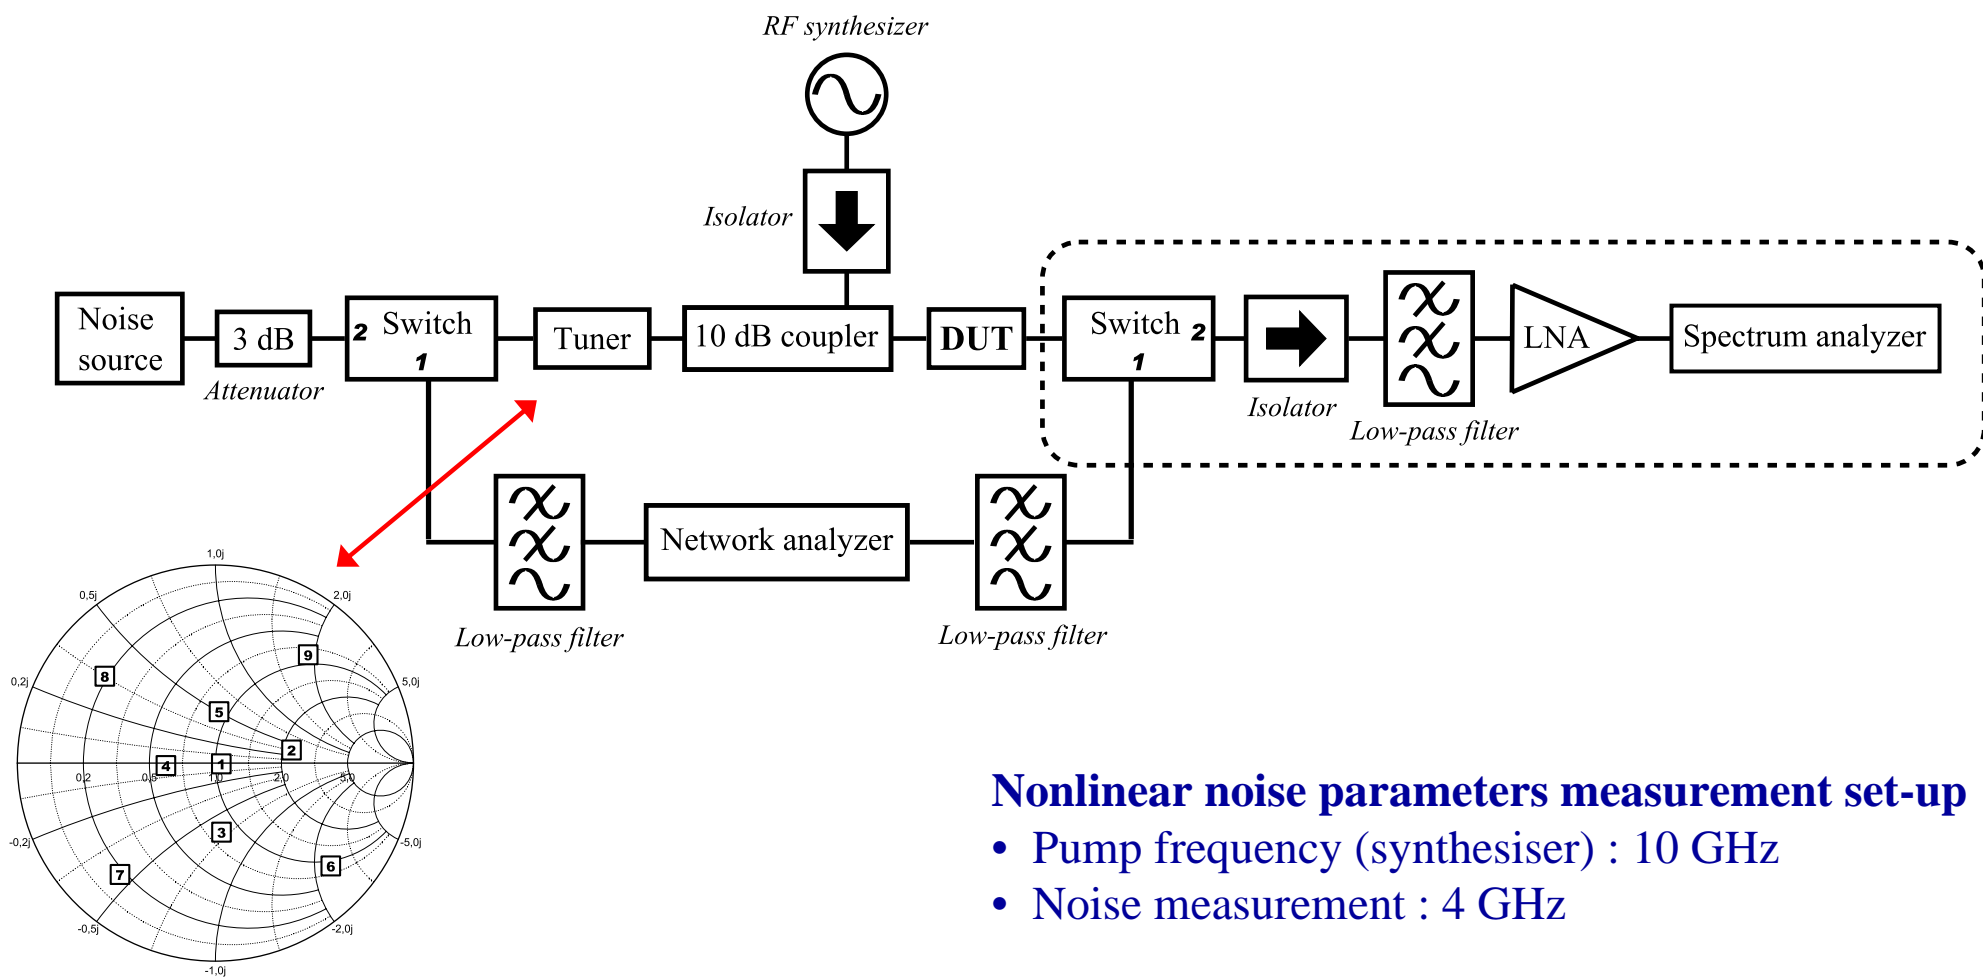 RF synthesizer
Isolator
Noise
source
3 dB
Attenuator
2 Switch
1
Tuner
10 dB coupler
DUT
Switch 2
1
Isolator
Low-pass filter
LNA
Spectrum analyzer
Low-pass filter
Network analyzer
Low-pass filter
1,0j
0,5j
2,0j
9
8
0,2j
5,0j
5
2
4
1
0,2
0,5
1,0
2,0
5,0
3
-0,2j
-5,0j
6
7
-0,5j
-2,0j
-1,0j
Nonlinear noise parameters measurement set-up
• Pump frequency (synthesiser) : 10 GHz
• Noise measurement : 4 GHz